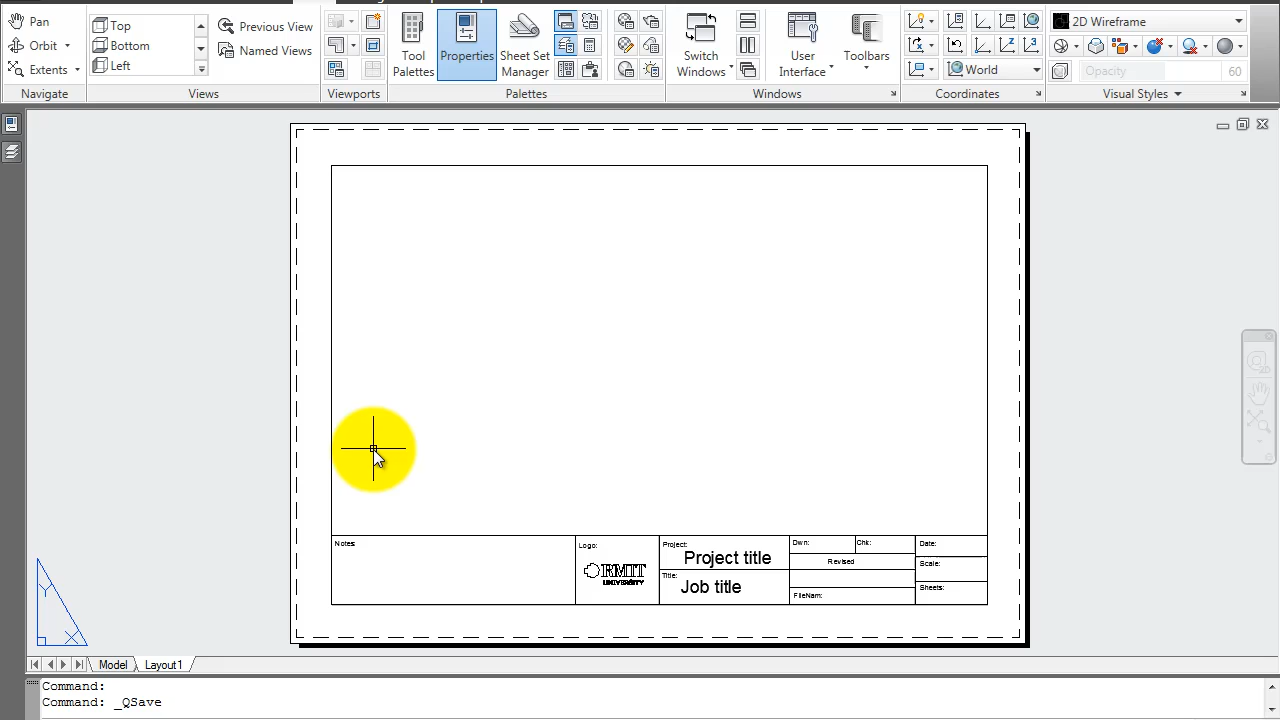 Pan
Orbit
Extents
Navigate
Top
Bottom
Left
Previous View
Named Views
Views
Viewports
Tool
Palettes
Properties
Sheet Set
Manager
Palettes
Switch
Windows
Windows
User
Interface
Toolbars
World
Coordinates
2D Wireframe
Opacity 60
Visual Styles
Notes:
Logo:
RMIT
UNIVERSITY
Project:
Project title
Title:
Job title
Dwn:
Chk:
Revised
FileNam:
Date:
Scale:
Sheets:
Y
X
Model
Layout1
Command:
Command: _QSave